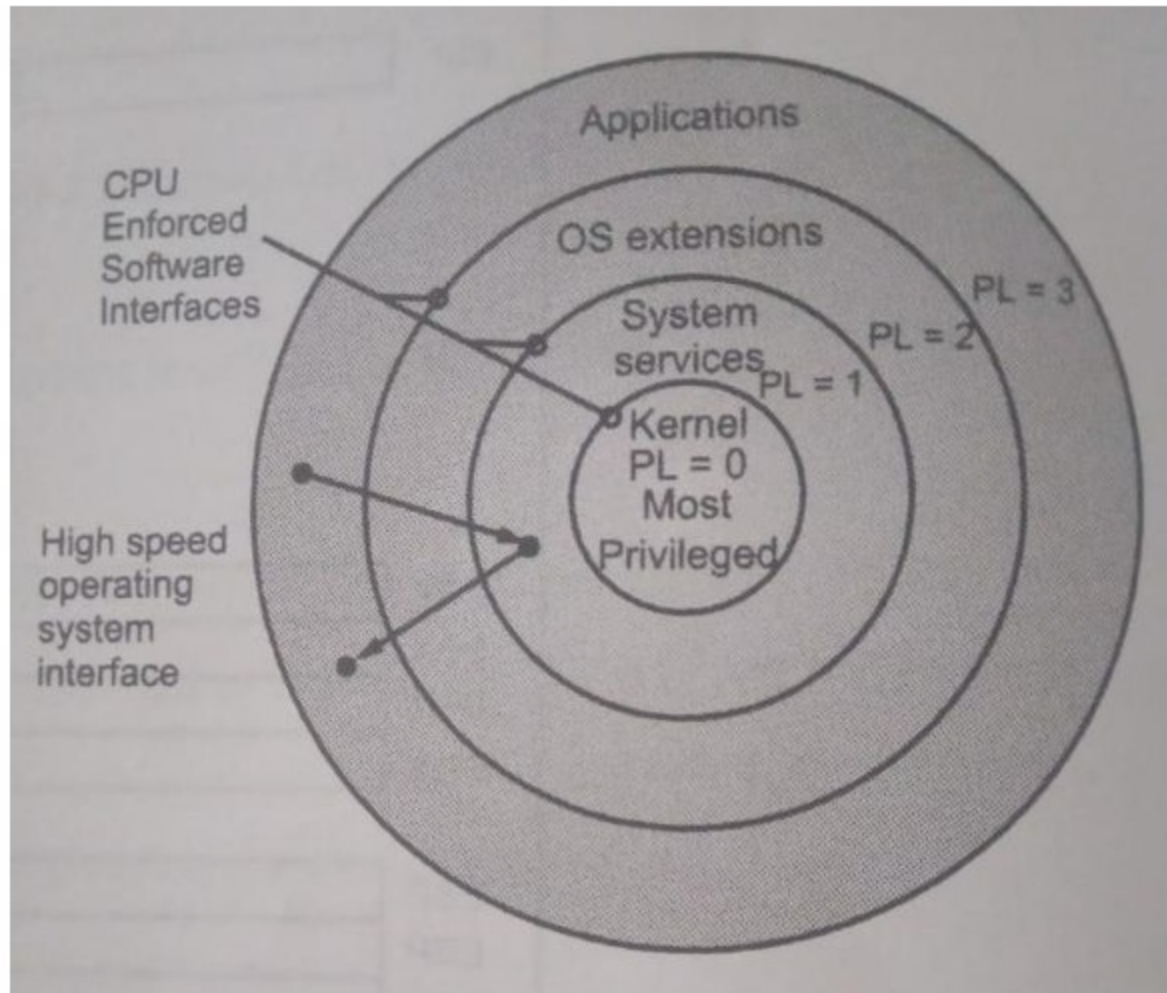 Applications
CPU
Enforced
Software
Interfaces
OS extensions
PL = 3
System
services
PL = 2
PL = 1
Kernel
PL = 0
Most
Privileged
High speed
operating
system
interface